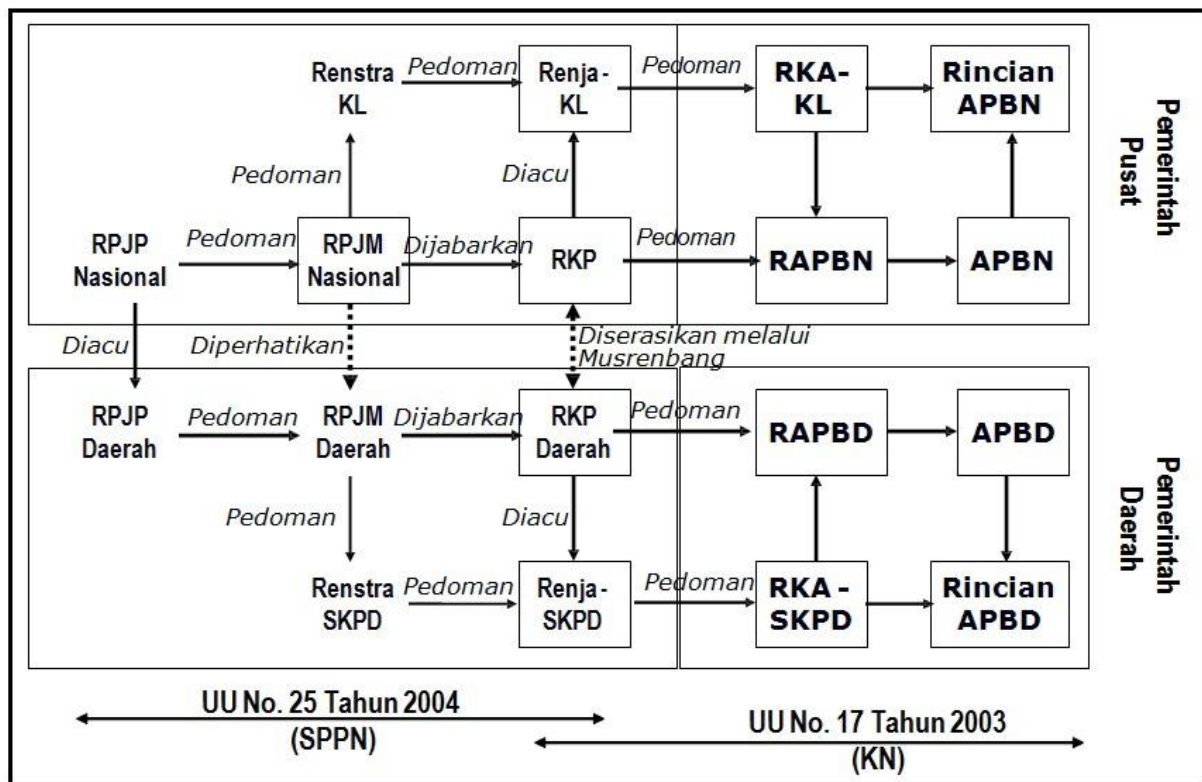 Renstra
KL
Pedoman
Renja -
KL
Pedoman
RKA-
KL
Rincian
APBN
Pedoman
Diacu
RPJP
Nasional
Pedoman
RPJM
Nasional
Dijabarkan
RKP
Pedoman
RAPBN
APBN
Pemerintah
Pusat
Diacu
Diperhatikan
Diserasikan melalui
Musrenbang
RPJP
Daerah
Pedoman
RPJM
Daerah
Dijabarkan
RKP
Daerah
Pedoman
RAPBD
APBD
Pedoman
Diacu
Renstra
SKPD
Pedoman
Renja -
SKPD
Pedoman
RKA -
SKPD
Rincian
APBD
Pemerintah
Daerah
UU No. 25 Tahun 2004
(SPPN)
UU No. 17 Tahun 2003
(KN)